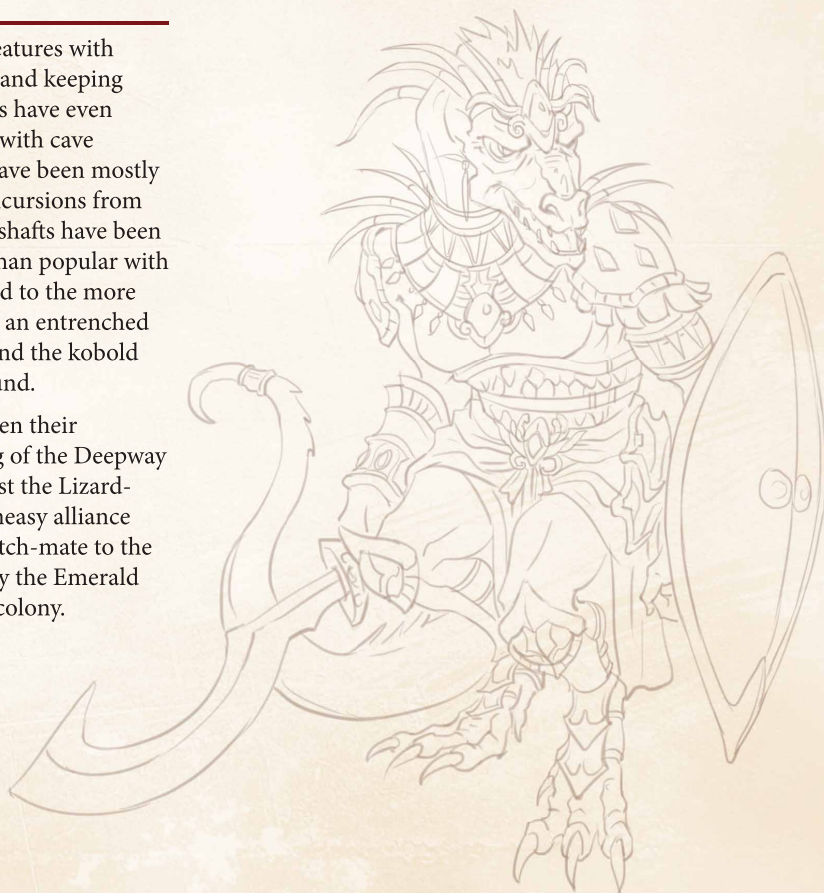 eatures with
and keeping
s have even
with cave
ave been mostly
cursions from
shafts have been
han popular with
d to the more
an entrenched
nd the kobold
und.
en their
g of the Deepway
st the Lizard-
neasy alliance
tch-mate to the
y the Emerald
colony.